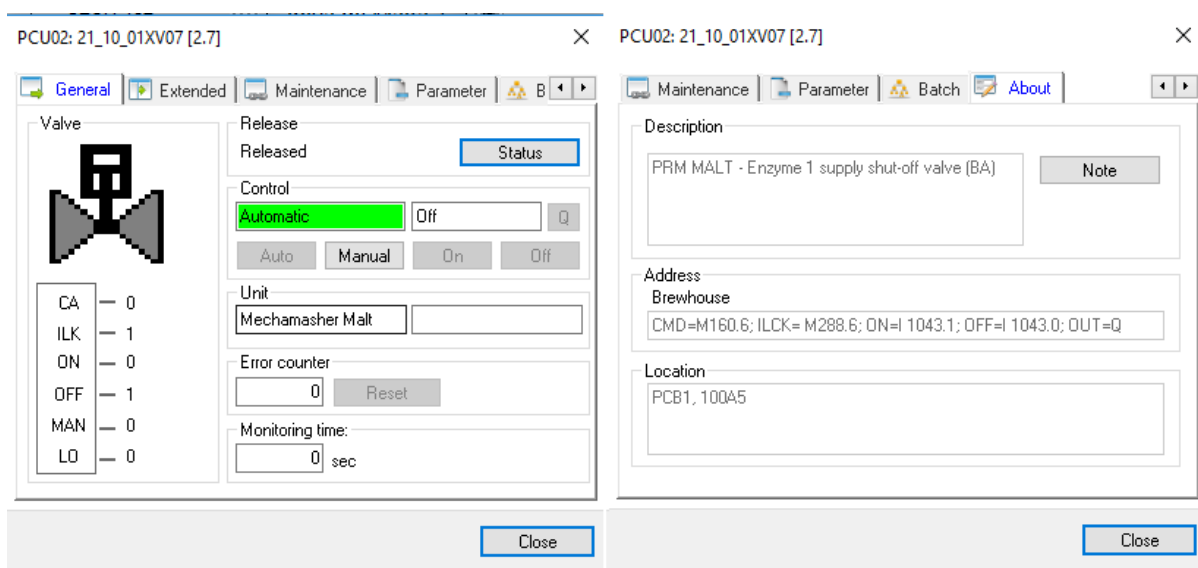 PCU02: 21_10_01XV07 [2.7]
General Extended Maintenance Parameter B
Valve
Release
Released Status
Control
Automatic Off Q
Auto Manual On Off
Unit
Mechamasher Malt
CA 0
ILK 1
ON 0
OFF 1
MAN 0
LO 0
Error counter
0 Reset
Monitoring time:
0 sec
Close
PCU02: 21_10_01XV07 [2.7]
Maintenance Parameter Batch About
Description
PRM MALT - Enzyme 1 supply shut-off valve (BA)
Note
Address
Brewhouse
CMD=M160.6; ILCK= M288.6; ON=I 1043.1; OFF=I 1043.0; OUT=Q
Location
PCB1, 100A5
Close